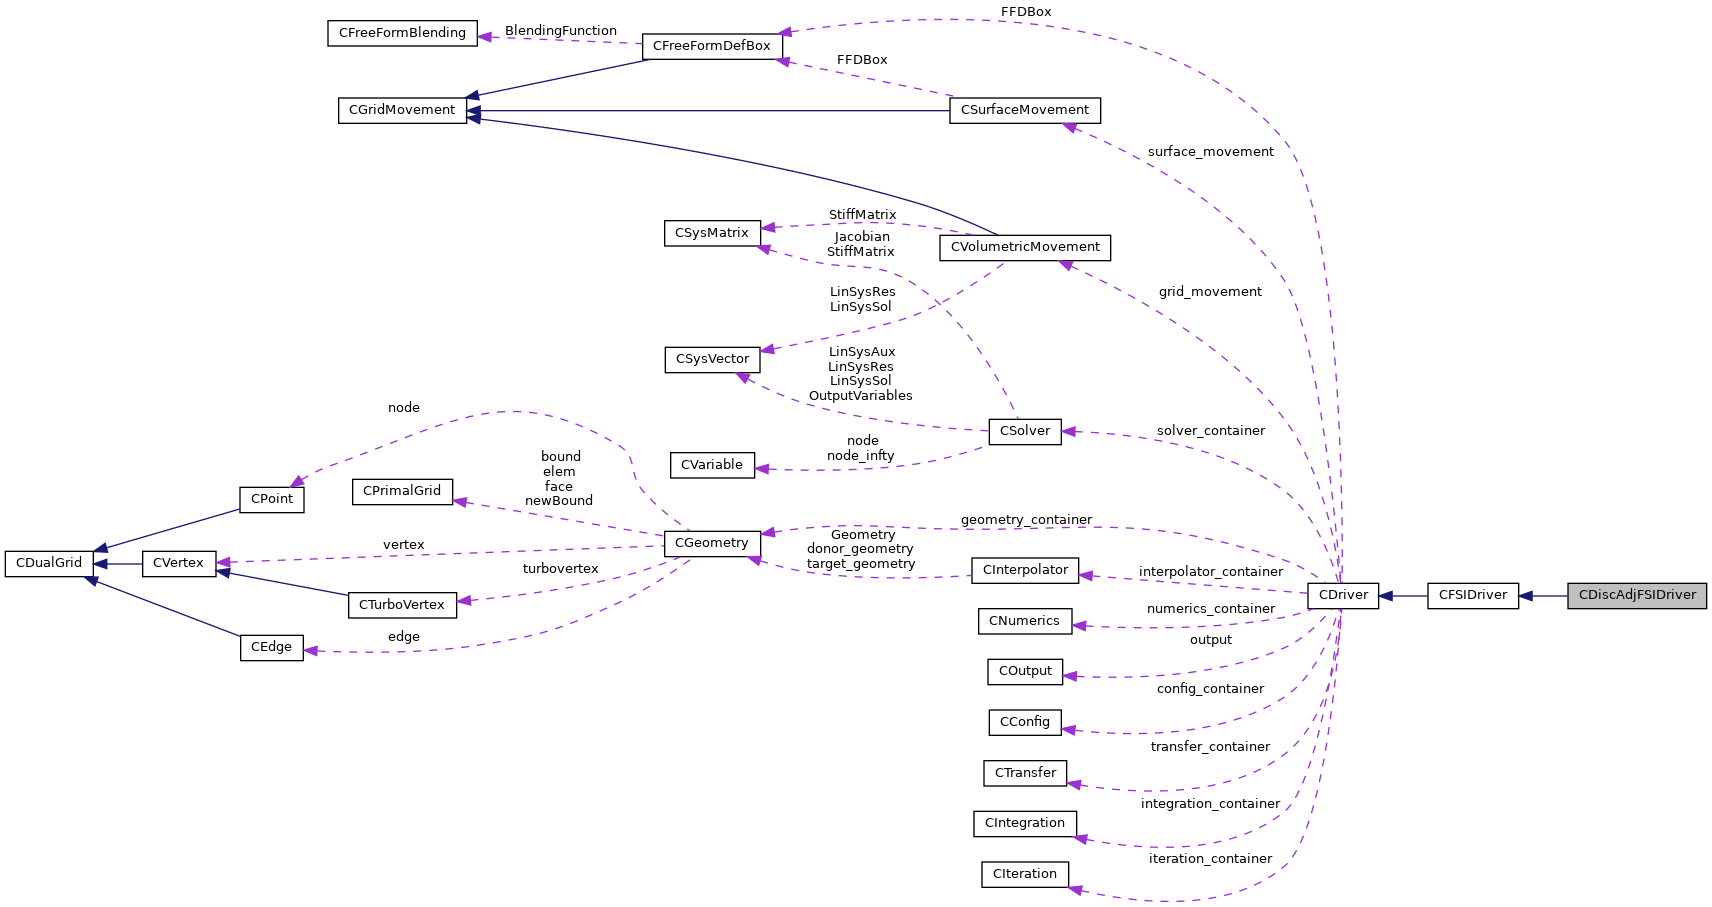 FFDBox
CFreeFormBlending
BlendingFunction
CFreeFormDefBox
FFDBox
CGridMovement
CSurfaceMovement
surface_movement
StiffMatrix
CSysMatrix
Jacobian
StiffMatrix
CVolumetricMovement
LinSysRes
LinSysSol
grid_movement
CSysVector
LinSysAux
LinSysRes
LinSysSol
OutputVariables
node
CSolver
solver_container
node
node_infty
CVariable
bound
elem
face
newBound
CPrimalGrid
CPoint
geometry_container
vertex
CGeometry
Geometry
donor_geometry
target_geometry
CDualGrid
CVertex
turbovertex
CInterpolator
interpolator_container
CTurboVertex
CDriver
CFSIDriver
CDiscAdjFSIDriver
numerics_container
CNumerics
edge
CEdge
output
COutput
config_container
CConfig
transfer_container
CTransfer
integration_container
CIntegration
iteration_container
CIteration